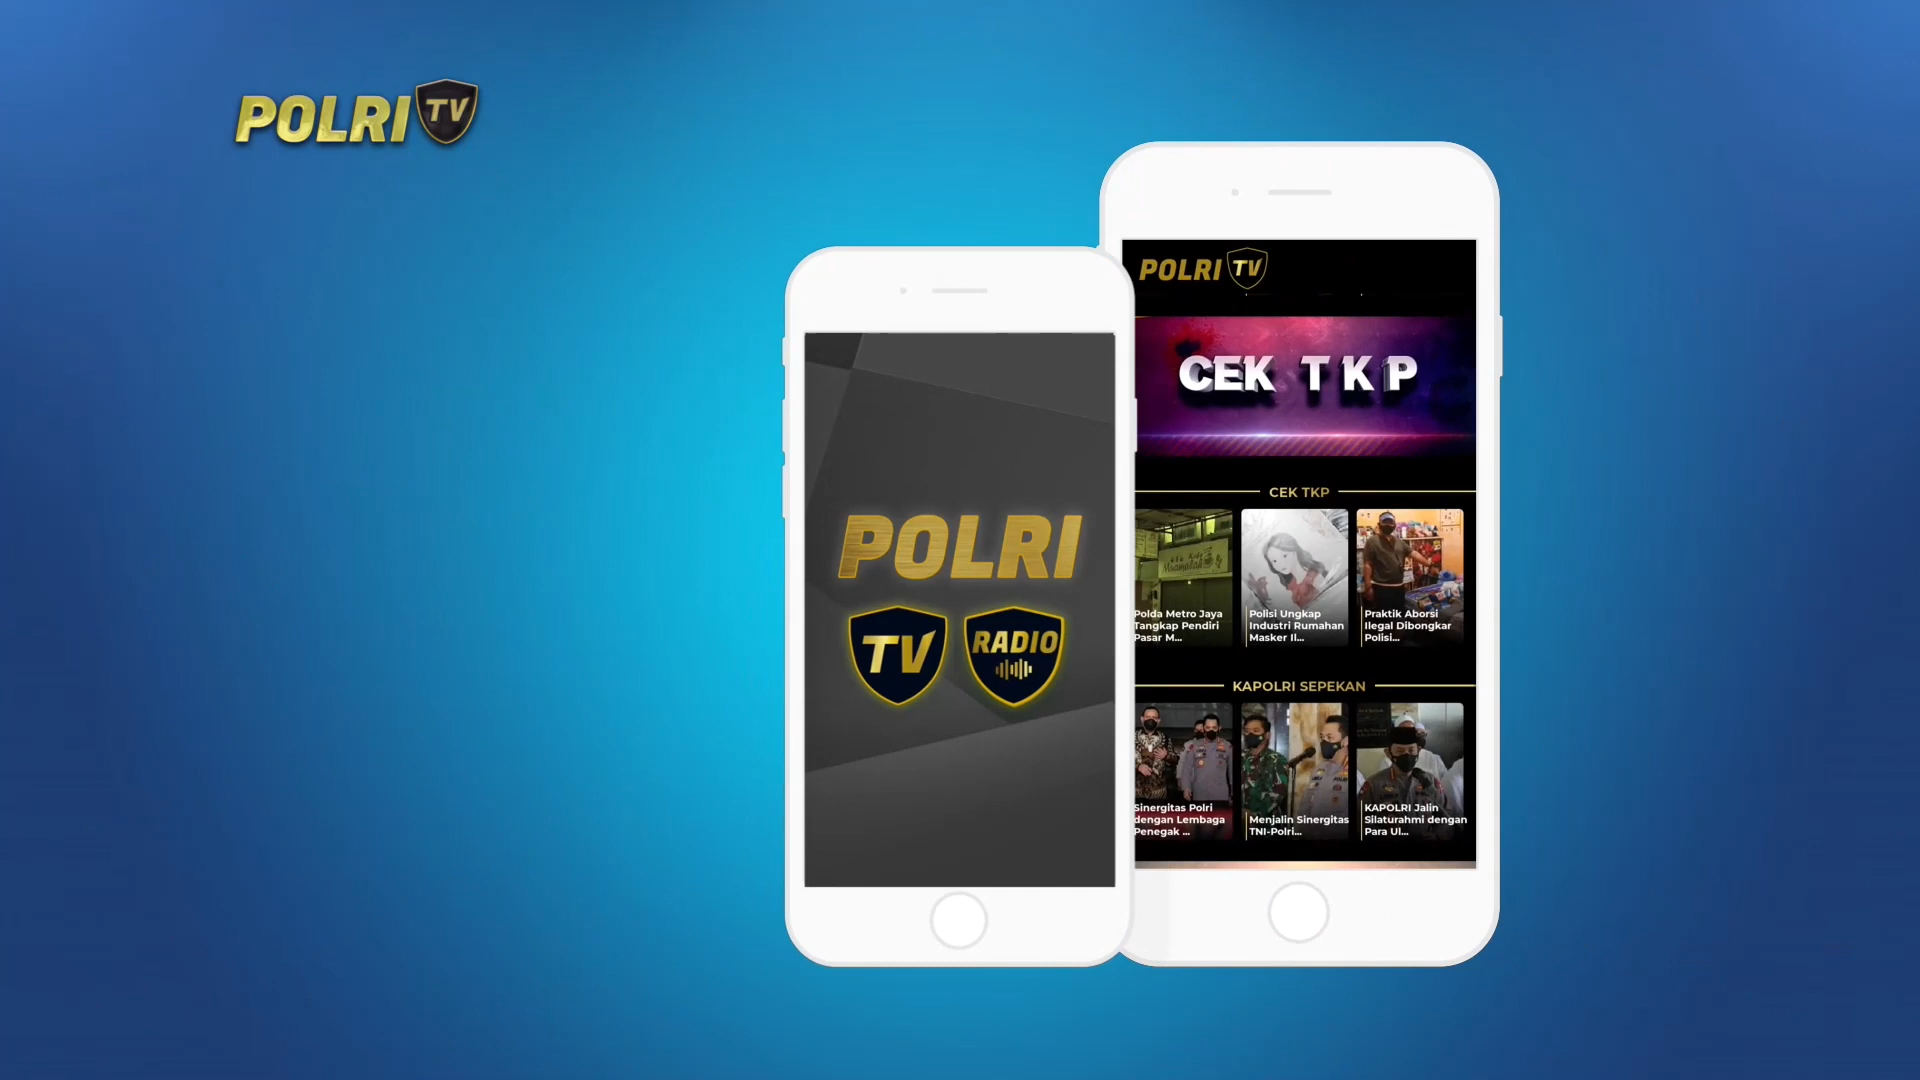 POLRI TV
POLRI
TV
RADIO
POLRI TV
CEK TKP
CEK TKP
Polda Metro Jaya
Tangkap Pendiri
Pasar M...
Polisi Ungkap
Industri Rumahan
Masker Il...
Praktik Aborsi
Ilegal Dibongkar
Polisi...
KAPOLRI SEPEKAN
Sinergitas Polri
dengan Lembaga
Penegak ...
Menjalin Sinergitas
TNI-Polri...
KAPOLRI Jalin
Silaturahmi dengan
Para Ul...